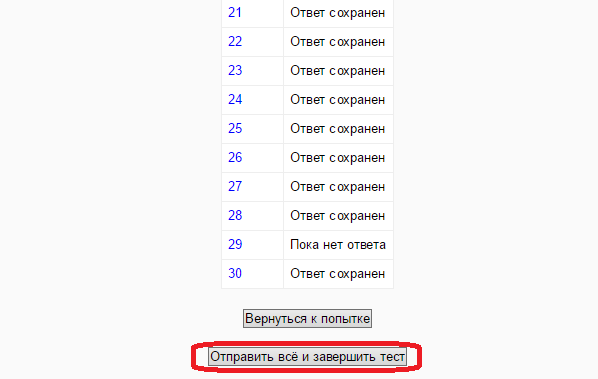 21 Ответ сохранен
22 Ответ сохранен
23 Ответ сохранен
24 Ответ сохранен
25 Ответ сохранен
26 Ответ сохранен
27 Ответ сохранен
28 Ответ сохранен
29 Пока нет ответа
30 Ответ сохранен
Вернуться к попытке
Отправить всё и завершить тест